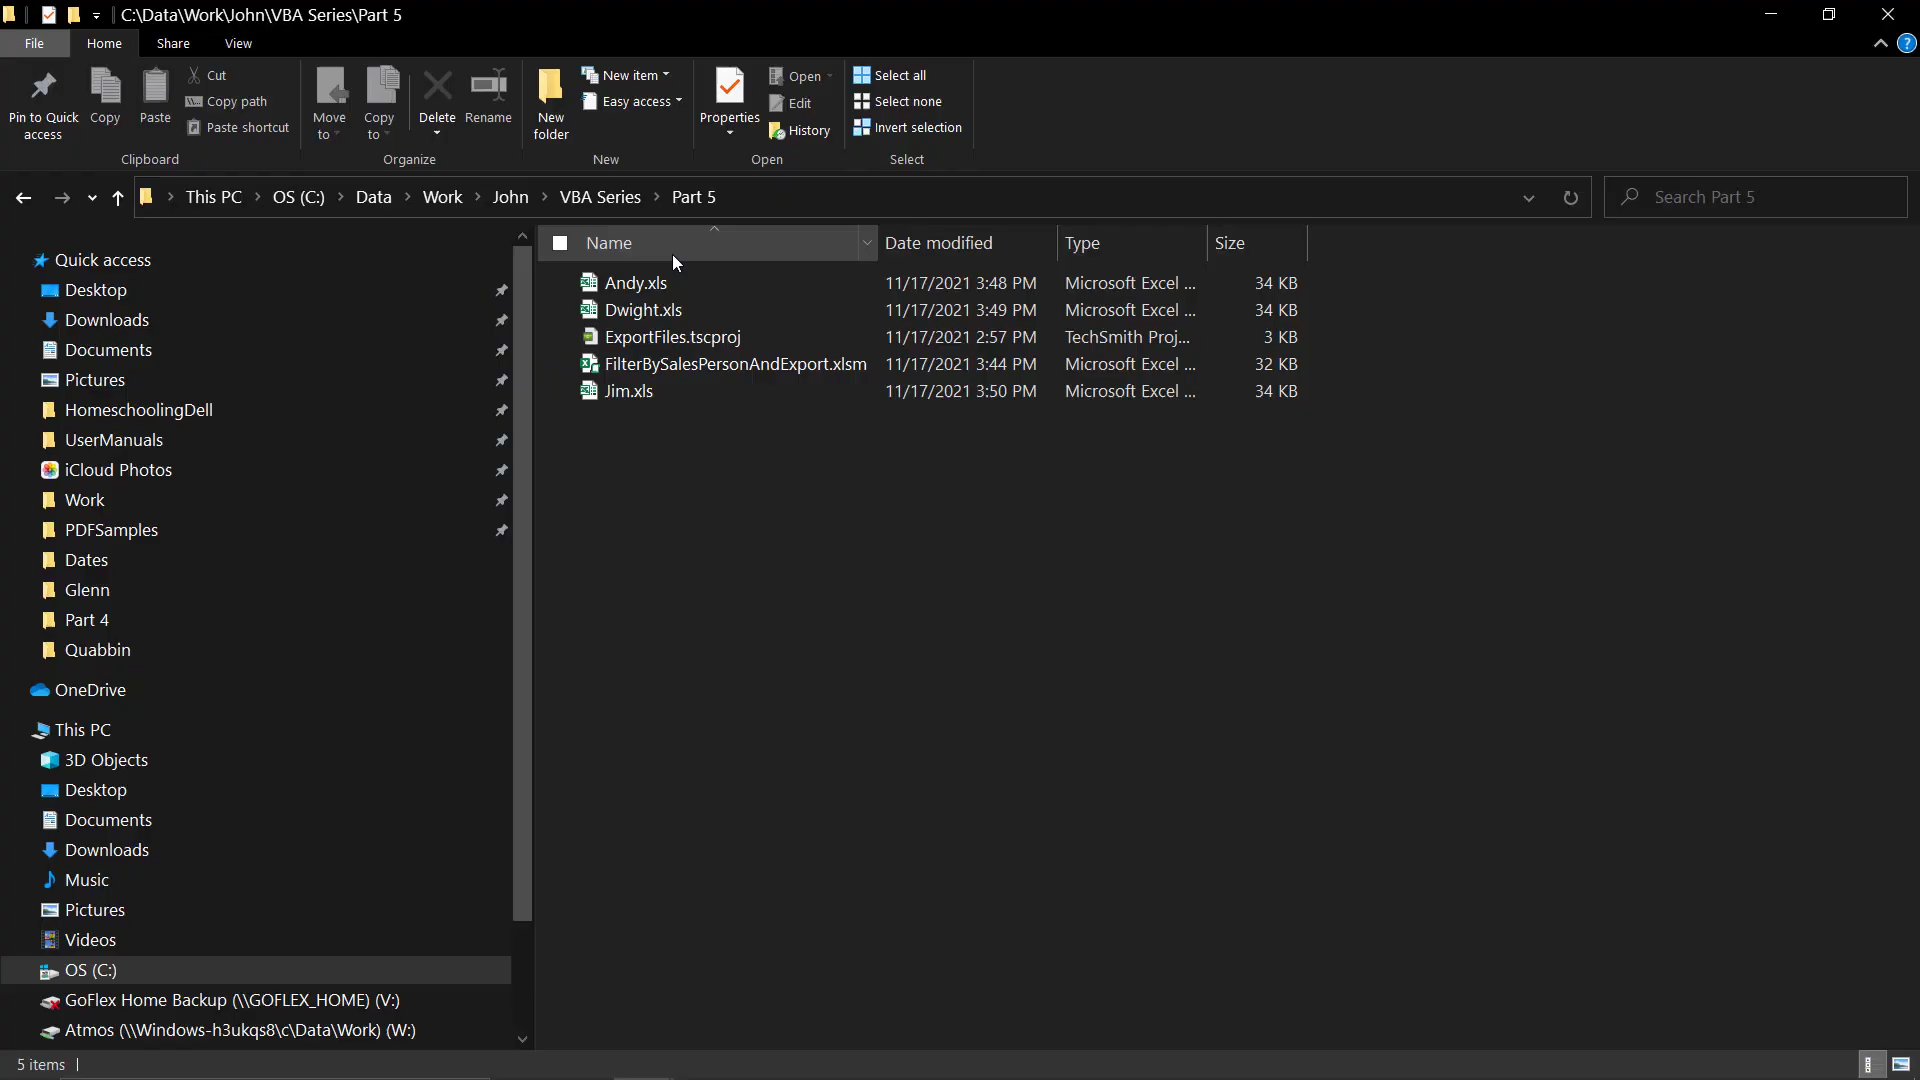 C:\Data\Work\John\VBA Series\Part 5
File Home Share View
Pin to Quick access
Copy
Paste
Cut
Copy path
Paste shortcut
Clipboard
Move to
Copy to
Delete
Rename
Organize
New folder
New item
Easy access
New
Properties
Open
Edit
History
Open
Select all
Select none
Invert selection
Select
This PC > OS (C:) > Data > Work > John > VBA Series > Part 5
Search Part 5
Quick access
Desktop
Downloads
Documents
Pictures
HomeschoolingDell
UserManuals
iCloud Photos
Work
PDFSamples
Dates
Glenn
Part 4
Quabbin
OneDrive
This PC
3D Objects
Desktop
Documents
Downloads
Music
Pictures
Videos
OS (C:)
GoFlex Home Backup (\\GOFLEX_HOME) (V:)
Atmos (\\Windows-h3ukqs8\c\Data\Work) (W:)
Name Date modified Type Size
Andy.xls 11/17/2021 3:48 PM Microsoft Excel ... 34 KB
Dwight.xls 11/17/2021 3:49 PM Microsoft Excel ... 34 KB
ExportFiles.tscproj 11/17/2021 2:57 PM TechSmith Proj... 3 KB
FilterBySalesPersonAndExport.xlsm 11/17/2021 3:44 PM Microsoft Excel ... 32 KB
Jim.xls 11/17/2021 3:50 PM Microsoft Excel ... 34 KB
5 items